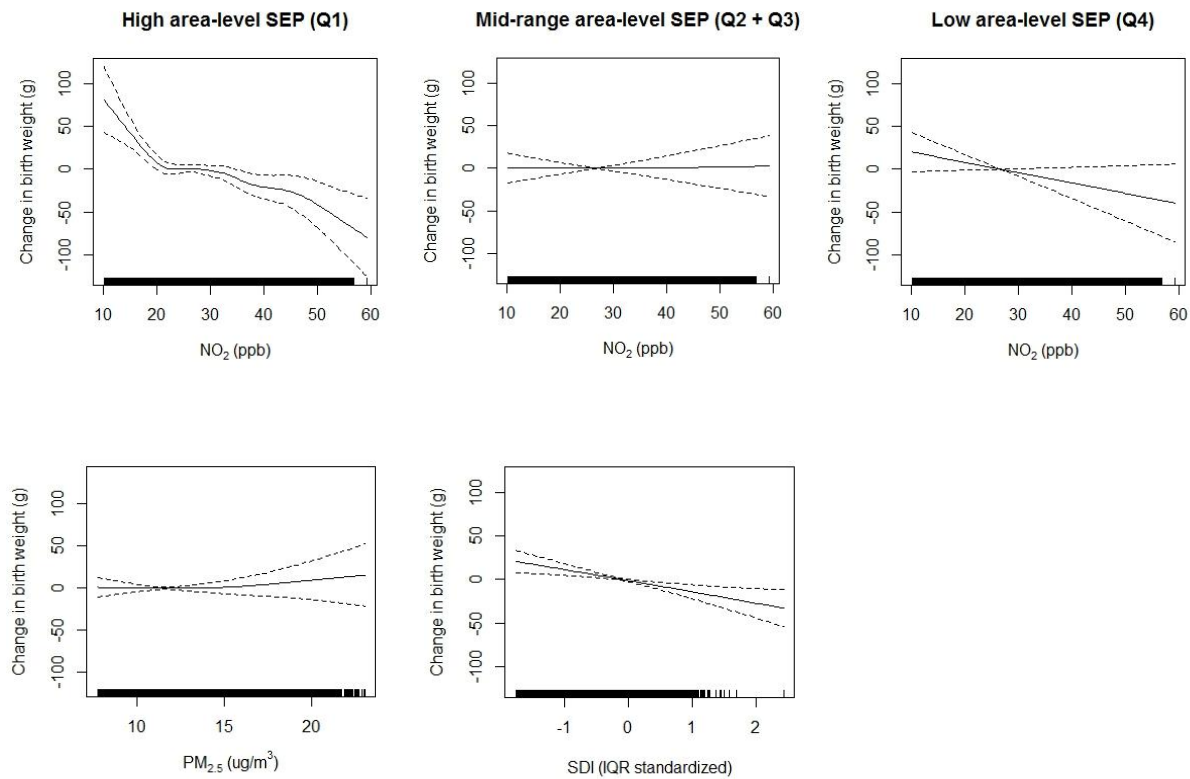 High area-level SEP (Q1)
Mid-range area-level SEP (Q2 + Q3)
Low area-level SEP (Q4)
Change in birth weight (g)
100
50
0
-50
-100
10 20 30 40 50 60
NO2 (ppb)
Change in birth weight (g)
100
50
0
-50
-100
10 20 30 40 50 60
NO2 (ppb)
Change in birth weight (g)
100
50
0
-50
-100
10 20 30 40 50 60
NO2 (ppb)
Change in birth weight (g)
100
50
0
-50
-100
10 15 20
PM2.5 (ug/m3)
Change in birth weight (g)
100
50
0
-50
-100
-1 0 1 2
SDI (IQR standardized)